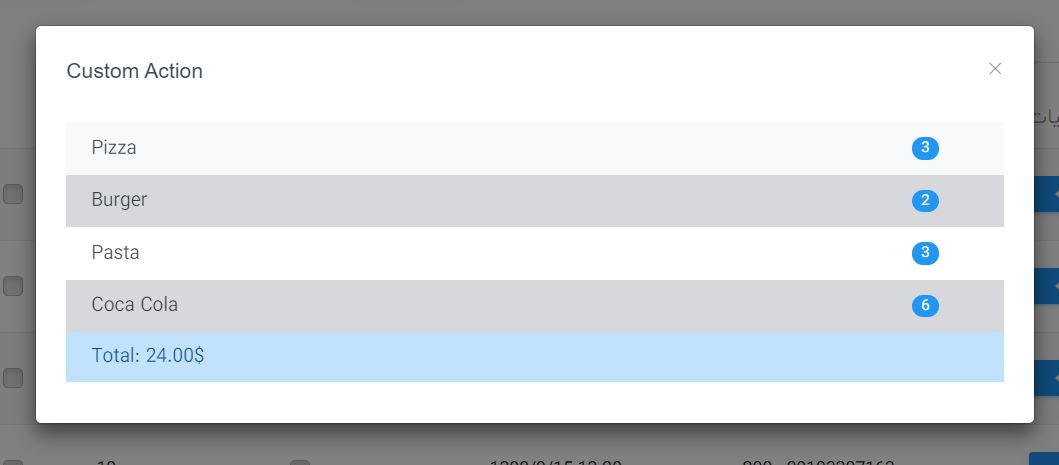 Custom Action
×
Pizza 3
Burger 2
Pasta 3
Coca Cola 6
Total: 24.00$